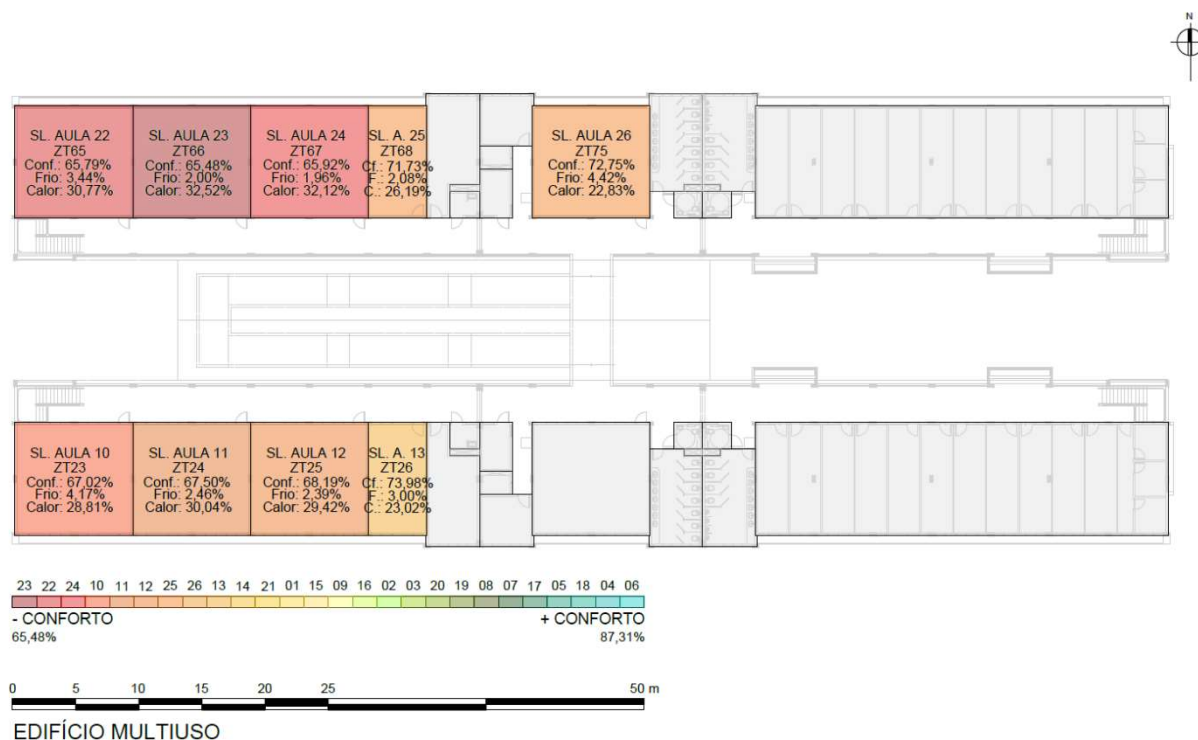 N
SL. AULA 22
ZT65
Conf.: 65,79%
Frio: 3,44%
Calor: 30,77%
SL. AULA 23
ZT66
Conf.: 65,48%
Frio: 2,00%
Calor: 32,52%
SL. AULA 24
ZT67
Conf.: 65,92%
Frio: 1,96%
Calor: 32,12%
SL. A. 25
ZT68
Cf.: 71,73%
F.: 2,08%
C.: 26,19%
SL. AULA 26
ZT75
Conf.: 72,75%
Frio: 4,42%
Calor: 22,83%
SL. AULA 10
ZT23
Conf.: 67,02%
Frio: 4,17%
Calor: 28,81%
SL. AULA 11
ZT24
Conf.: 67,50%
Frio: 2,46%
Calor: 30,04%
SL. AULA 12
ZT25
Conf.: 68,19%
Frio: 2,39%
Calor: 29,42%
SL. A. 13
ZT26
Cf.: 73,98%
F.: 3,00%
C.: 23,02%
23 22 24 10 11 12 25 26 13 14 21 01 15 09 16 02 03 20 19 08 07 17 05 18 04 06
- CONFORTO + CONFORTO
65,48% 87,31%
0 5 10 15 20 25 50 m
EDIFÍCIO MULTIUSO